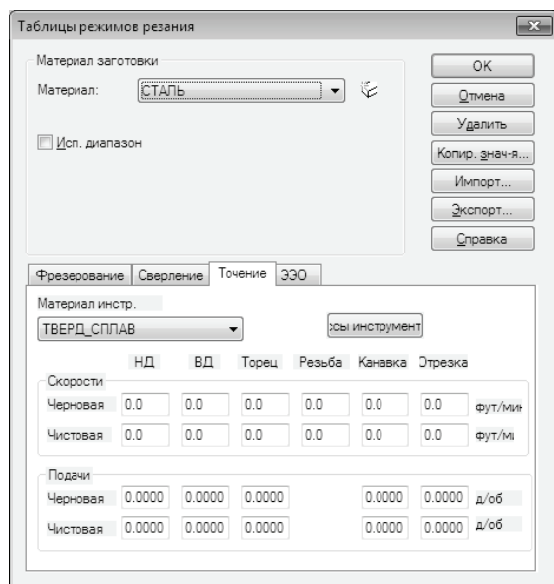 Таблицы режимов резания
Материал заготовки
Материал: СТАЛЬ
Исп. диапазон
OK
Отмена
Удалить
Копир. знач-я...
Импорт...
Экспорт...
Справка
Фрезерование Сверление Точение ЭЭО
Материал инстр.
ТВЕРД_СПЛАВ сы инструмент
НД ВД Торец Резьба Канавка Отрезка
Скорости
Черновая 0.0 0.0 0.0 0.0 0.0 0.0 фут/мин
Чистовая 0.0 0.0 0.0 0.0 0.0 0.0 фут/ми
Подачи
Черновая 0.0000 0.0000 0.0000 0.0000 0.0000 д/об
Чистовая 0.0000 0.0000 0.0000 0.0000 0.0000 д/об